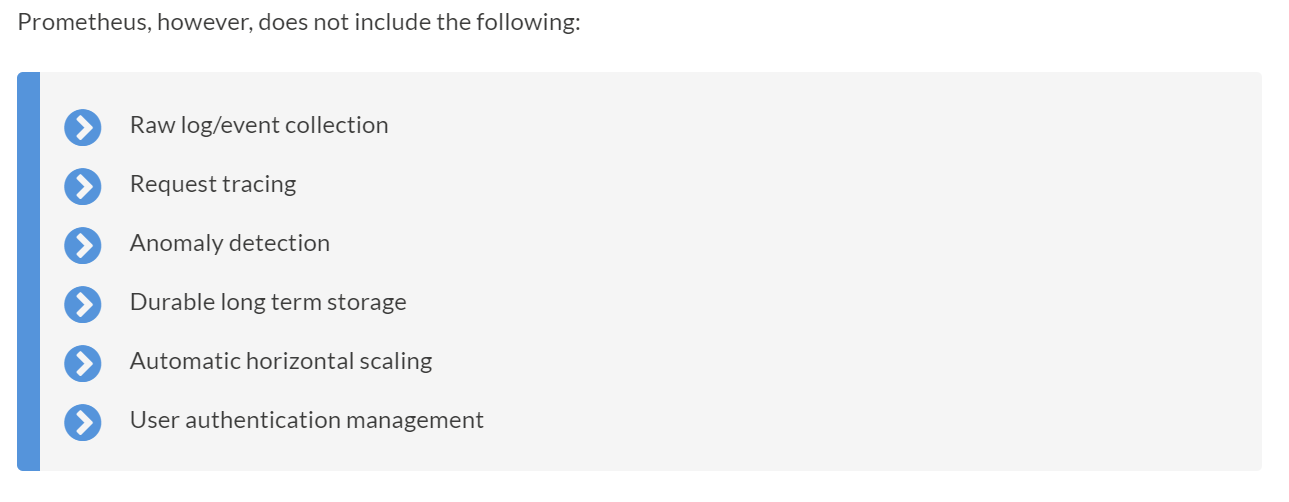 Prometheus, however, does not include the following:
Raw log/event collection
Request tracing
Anomaly detection
Durable long term storage
Automatic horizontal scaling
User authentication management